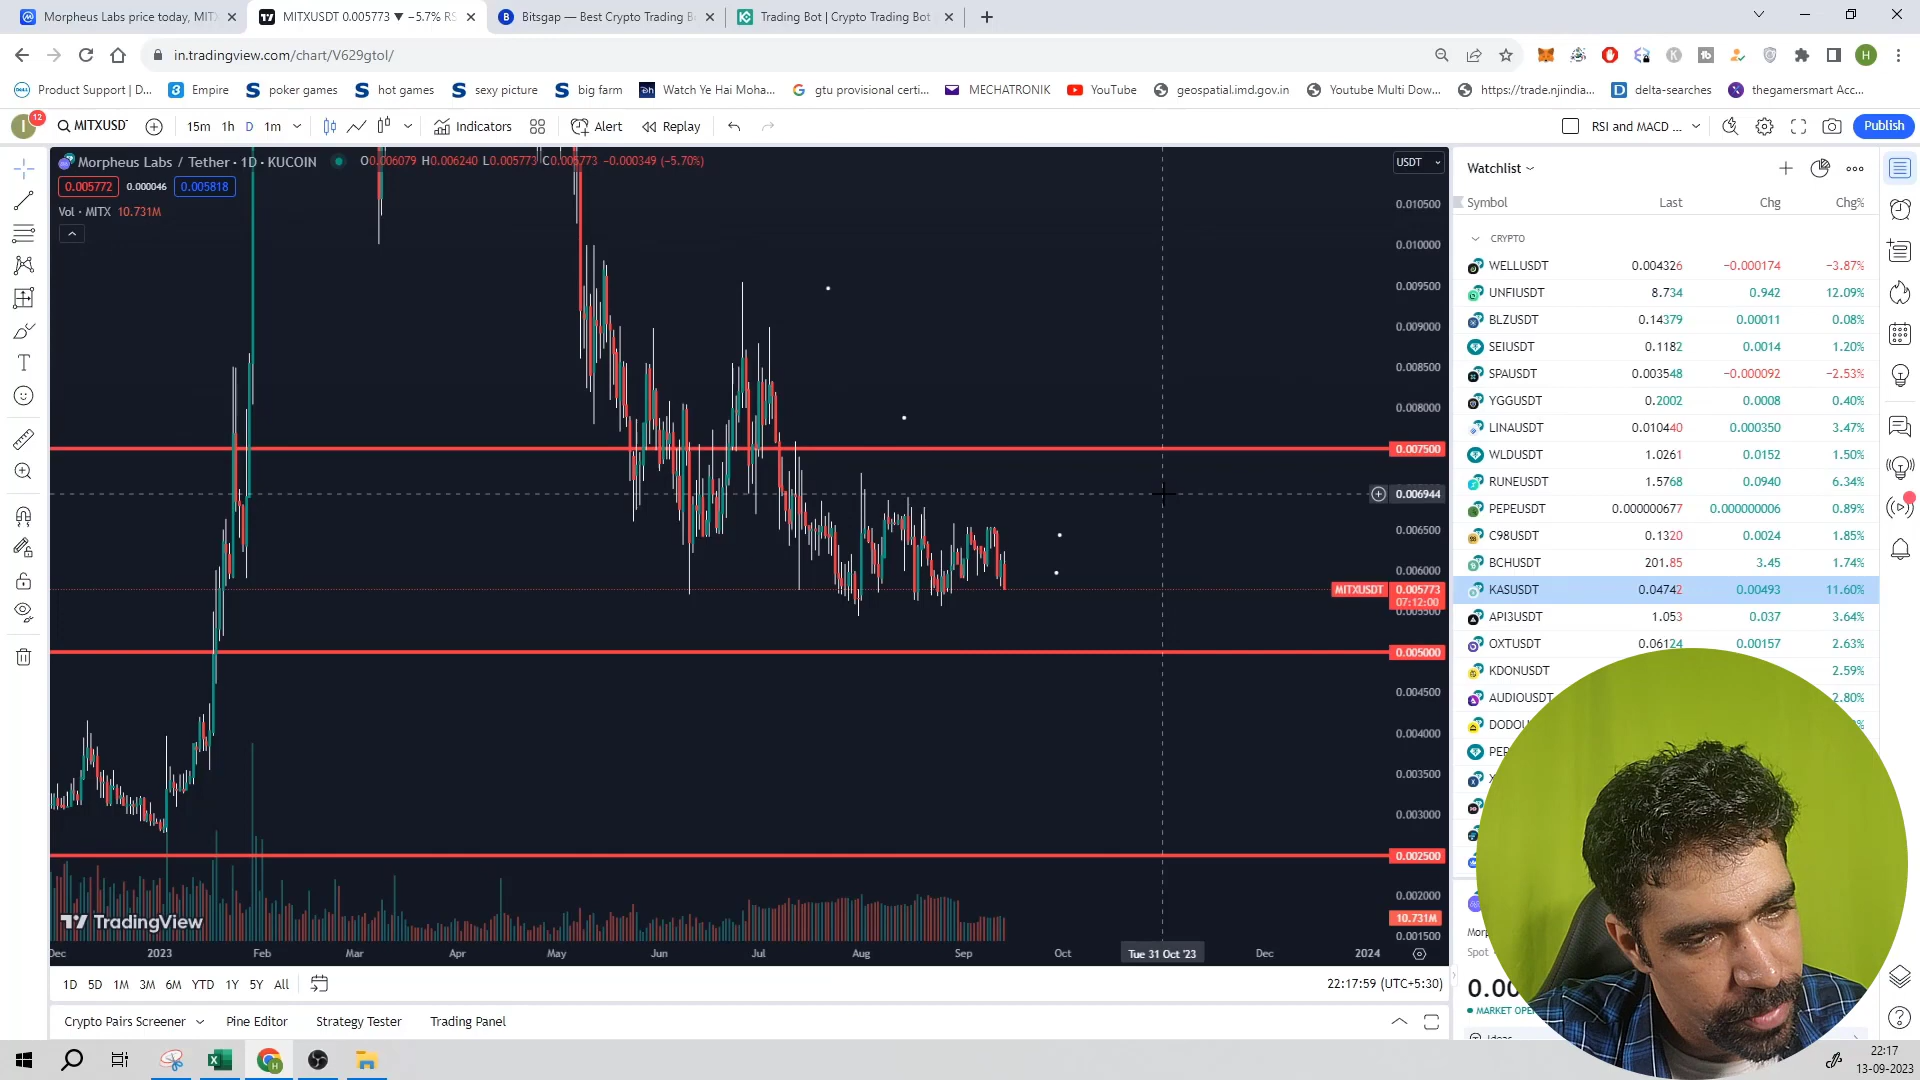 Morpheus Labs price today, MITX
MITXUSDT 0.005773 ▼ −5.7% RS
Bitsgap — Best Crypto Trading B
Trading Bot | Crypto Trading Bot
in.tradingview.com/chart/V629gtol/
Product Support | D...
Empire
poker games
hot games
sexy picture
big farm
Watch Ye Hai Moha...
gtu provisional certi...
MECHATRONIK
YouTube
geospatial.imd.gov.in
Youtube Multi Dow...
https://trade.njindia...
delta-searches
thegamersmart Acc...
12
MITXUSDT
15m 1h D 1m
Indicators
Alert
Replay
RSI and MACD ...
Publish
Morpheus Labs / Tether · 1D · KUCOIN
O0.006079 H0.006240 L0.005773 C0.005773 −0.000349 (−5.70%)
USDT
0.005772 0.000046 0.005818
Vol · MITX 10.731M
0.010500
0.010000
0.009500
0.009000
0.008500
0.008000
0.007500
0.006944
0.006500
0.006000
MITXUSDT 0.005773
07:12:00
0.005500
0.005000
0.004500
0.004000
0.003500
0.003000
0.002500
0.002000
10.731M
0.001500
TradingView
Dec 2023 Feb Mar Apr May Jun Jul Aug Sep Oct Tue 31 Oct '23 Dec 2024
1D 5D 1M 3M 6M YTD 1Y 5Y All
22:17:59 (UTC+5:30)
Crypto Pairs Screener
Pine Editor
Strategy Tester
Trading Panel
Watchlist
Symbol Last Chg Chg%
CRYPTO
WELLUSDT 0.004326 −0.000174 −3.87%
UNFIUSDT 8.734 0.942 12.09%
BLZUSDT 0.14379 0.00011 0.08%
SEIUSDT 0.1182 0.0014 1.20%
SPAUSDT 0.003548 −0.000092 −2.53%
YGGUSDT 0.2002 0.0008 0.40%
LINAUSDT 0.010440 0.000350 3.47%
WLDUSDT 1.0261 0.0152 1.50%
RUNEUSDT 1.5768 0.0940 6.34%
PEPEUSDT 0.000000677 0.000000006 0.89%
C98USDT 0.1320 0.0024 1.85%
BCHUSDT 201.85 3.45 1.74%
KASUSDT 0.04742 0.00493 11.60%
API3USDT 1.053 0.037 3.64%
OXTUSDT 0.06124 0.00157 2.63%
KDONUSDT 2.59%
AUDIOUSDT 2.80%
DODOU
PER
Morp
Spot
0.00
MARKET OPE
22:17
13-09-2023